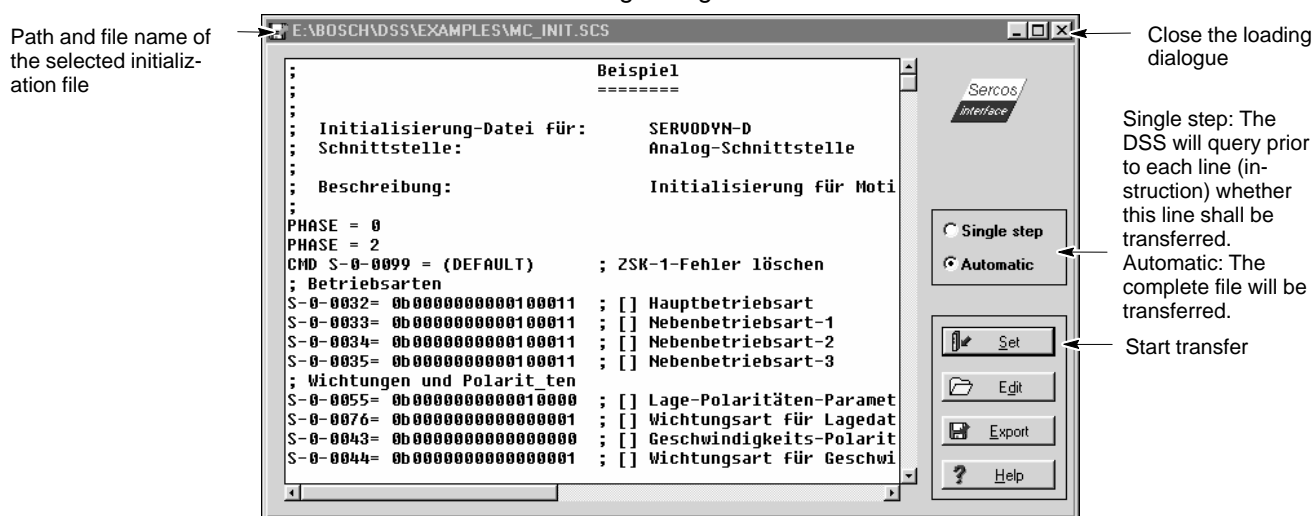 Path and file name of
the selected initializ-
ation file
E:\BOSCH\DSS\EXAMPLES\MC_INIT.SCS
Close the loading
dialogue
; Beispiel
; ========
;
;
; Initialisierung-Datei für: SERVODYN-D
; Schnittstelle: Analog-Schnittstelle
;
; Beschreibung: Initialisierung für Moti
;
PHASE = 0
PHASE = 2
CMD S-0-0099 = (DEFAULT) ; ZSK-1-Fehler löschen
; Betriebsarten
S-0-0032= 0b0000000000100011 ; [] Hauptbetriebsart
S-0-0033= 0b0000000000100011 ; [] Nebenbetriebsart-1
S-0-0034= 0b0000000000100011 ; [] Nebenbetriebsart-2
S-0-0035= 0b0000000000100011 ; [] Nebenbetriebsart-3
; Wichtungen und Polarit_ten
S-0-0055= 0b0000000000010000 ; [] Lage-Polaritäten-Paramet
S-0-0076= 0b0000000000000001 ; [] Wichtungsart für Lagedat
S-0-0043= 0b0000000000000000 ; [] Geschwindigkeits-Polarit
S-0-0044= 0b0000000000000001 ; [] Wichtungsart für Geschwi
Sercos
interface
Single step
Automatic
Set
Edit
Export
Help
Single step: The
DSS will query prior
to each line (in-
struction) whether
this line shall be
transferred.
Automatic: The
complete file will be
transferred.
Start transfer